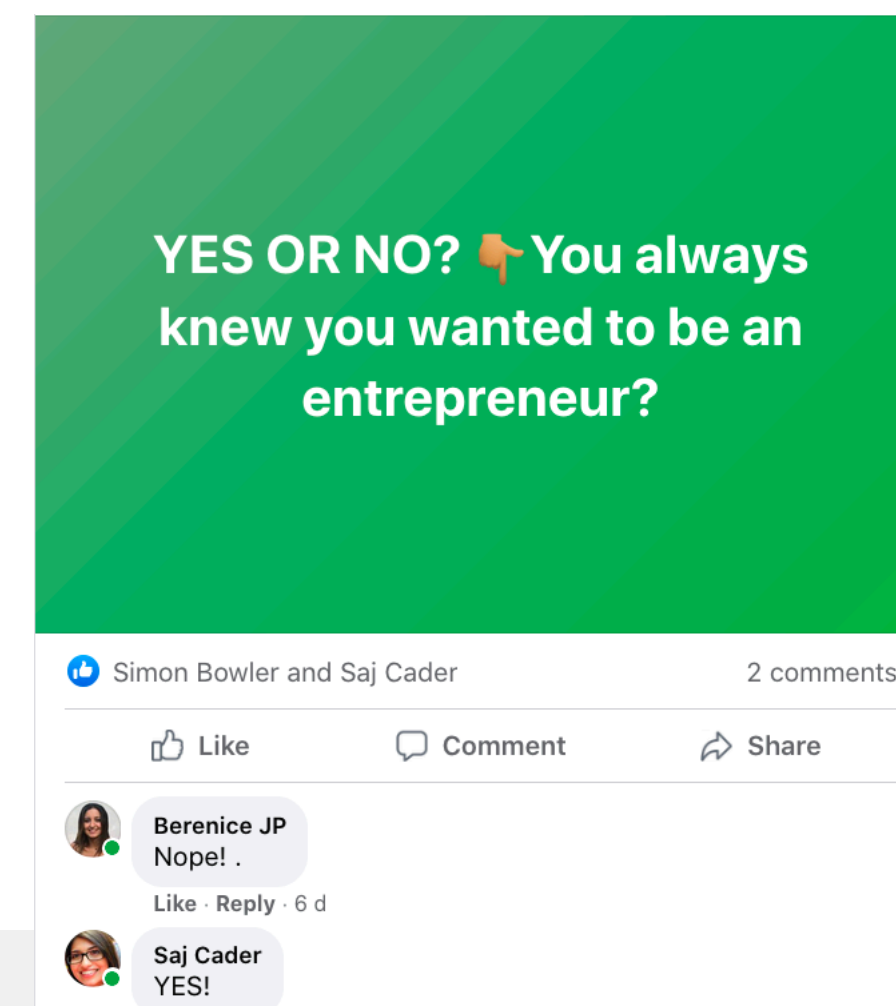 YES OR NO? 👇🏽You always
knew you wanted to be an
entrepreneur?
Simon Bowler and Saj Cader
2 comments
Like
Comment
Share
Berenice JP
Nope! .
Like · Reply · 6 d
Saj Cader
YES!